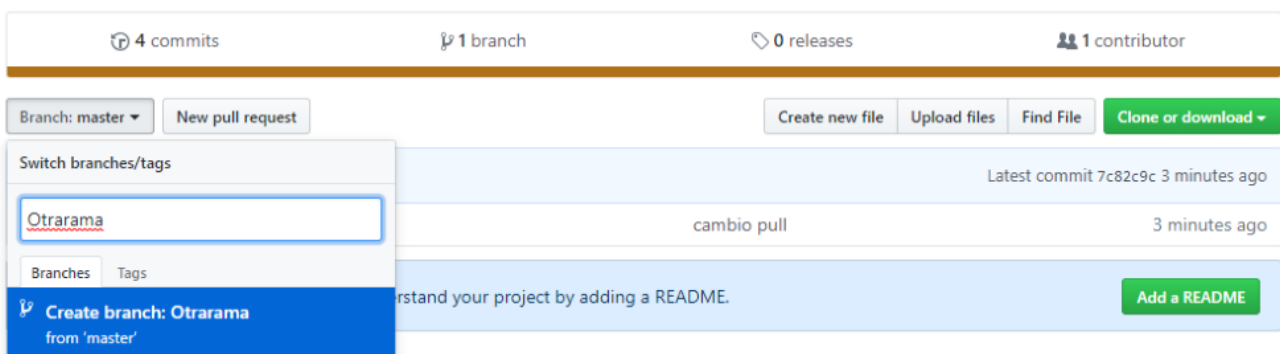 4 commits
1 branch
0 releases
1 contributor
Branch: master
New pull request
Create new file
Upload files
Find File
Clone or download
Switch branches/tags
Latest commit 7c82c9c 3 minutes ago
Otrarama
cambio pull
3 minutes ago
Branches
Tags
your project by adding a README.
Add a README
Create branch: Otrarama
from 'master'